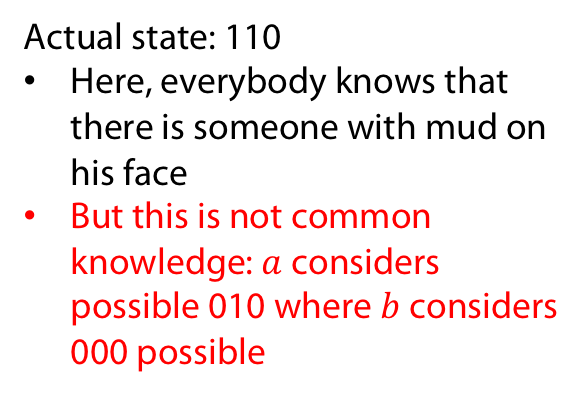 Actual state: 110
• Here, everybody knows that
there is someone with mud on
his face
• But this is not common
knowledge: a considers
possible 010 where b considers
000 possible